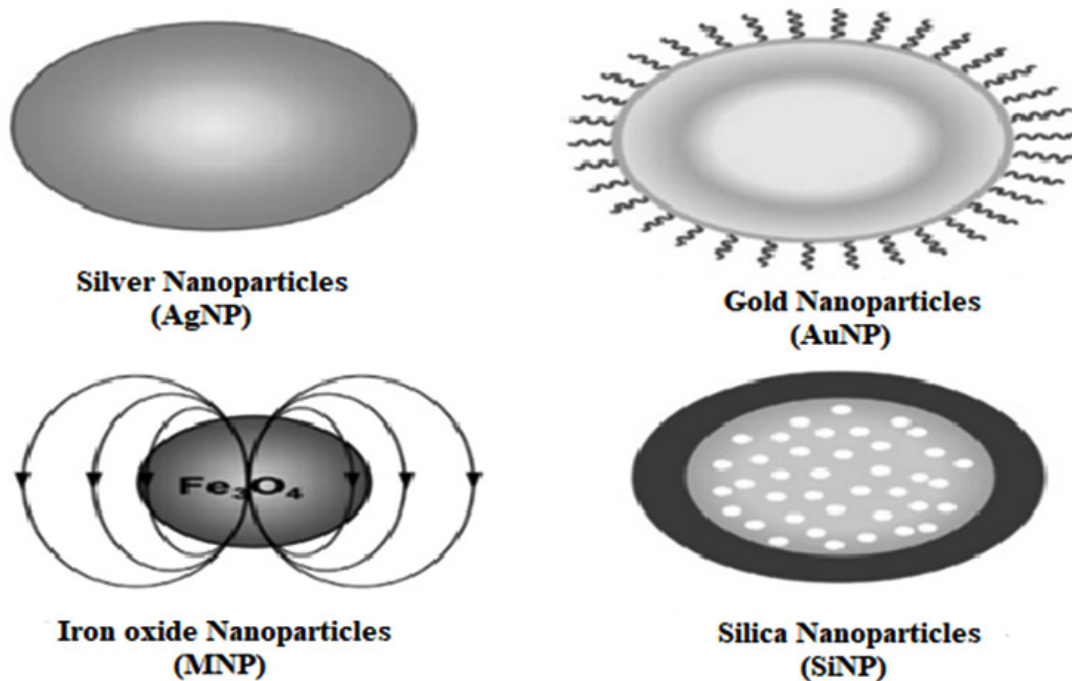 Silver Nanoparticles
(AgNP)
Gold Nanoparticles
(AuNP)
Fe₃O₄
Iron oxide Nanoparticles
(MNP)
Silica Nanoparticles
(SiNP)